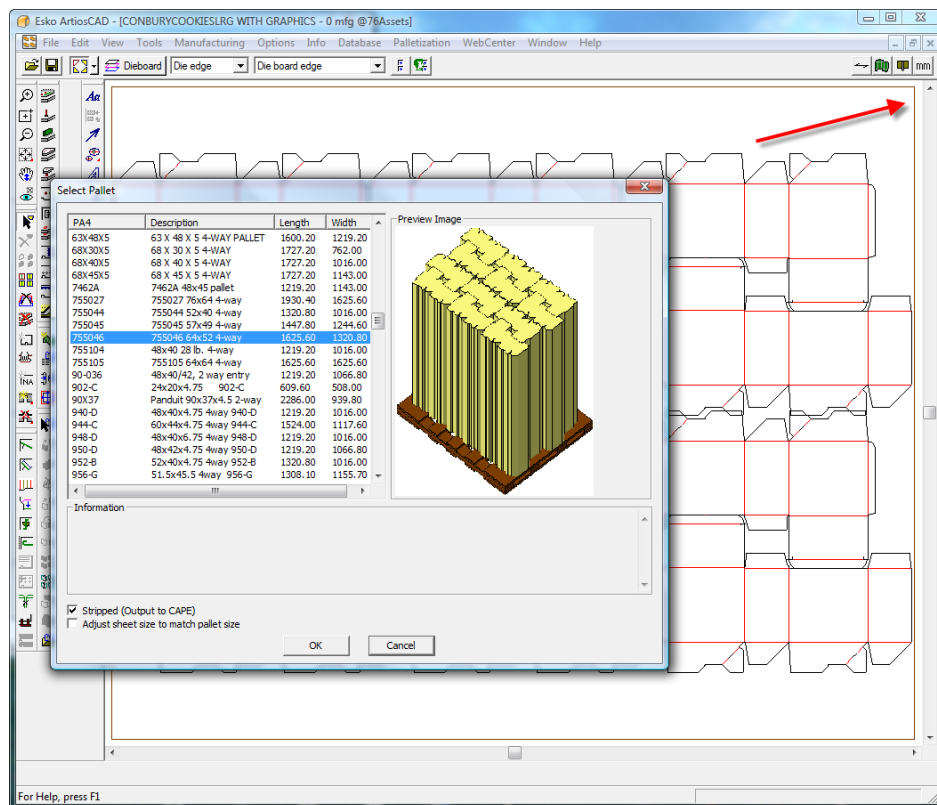 Esko ArtiosCAD - [CONBURYCOOKIESLRG WITH GRAPHICS - 0 mfg @76Assets]
File Edit View Tools Manufacturing Options Info Database Palletization WebCenter Window Help
Dieboard Die edge Die board edge mm
Select Pallet
PA4 Description Length Width
63X48X5 63 X 48 X 5 4-WAY PALLET 1600.20 1219.20
68X30X5 68 X 30 X 5 4-WAY 1727.20 762.00
68X40X5 68 X 40 X 5 4-WAY 1727.20 1016.00
68X45X5 68 X 45 X 5 4-WAY 1727.20 1143.00
7462A 7462A 48x45 pallet 1219.20 1143.00
755027 755027 76x64 4-way 1930.40 1625.60
755044 755044 52x40 4-way 1320.80 1016.00
755045 755045 57x49 4-way 1447.80 1244.60
755046 755046 64x52 4-way 1625.60 1320.80
755104 48x40 28 lb. 4-way 1219.20 1016.00
755105 755105 64x64 4-way 1625.60 1625.60
90-036 48x40/42, 2 way entry 1219.20 1066.80
902-C 24x20x4.75 902-C 609.60 508.00
90X37 Panduit 90x37x4.5 2-way 2286.00 939.80
940-D 48x40x4.75 4way 940-D 1219.20 1016.00
944-C 60x44x4.75 4way 944-C 1524.00 1117.60
948-D 48x40x6.75 4way 948-D 1219.20 1016.00
950-D 48x42x4.75 4way 950-D 1219.20 1066.80
952-B 52x40x4.75 4way 952-B 1320.80 1016.00
956-G 51.5x45.5 4way 956-G 1308.10 1155.70
Preview Image
Information
Stripped (Output to CAPE)
Adjust sheet size to match pallet size
OK Cancel
For Help, press F1